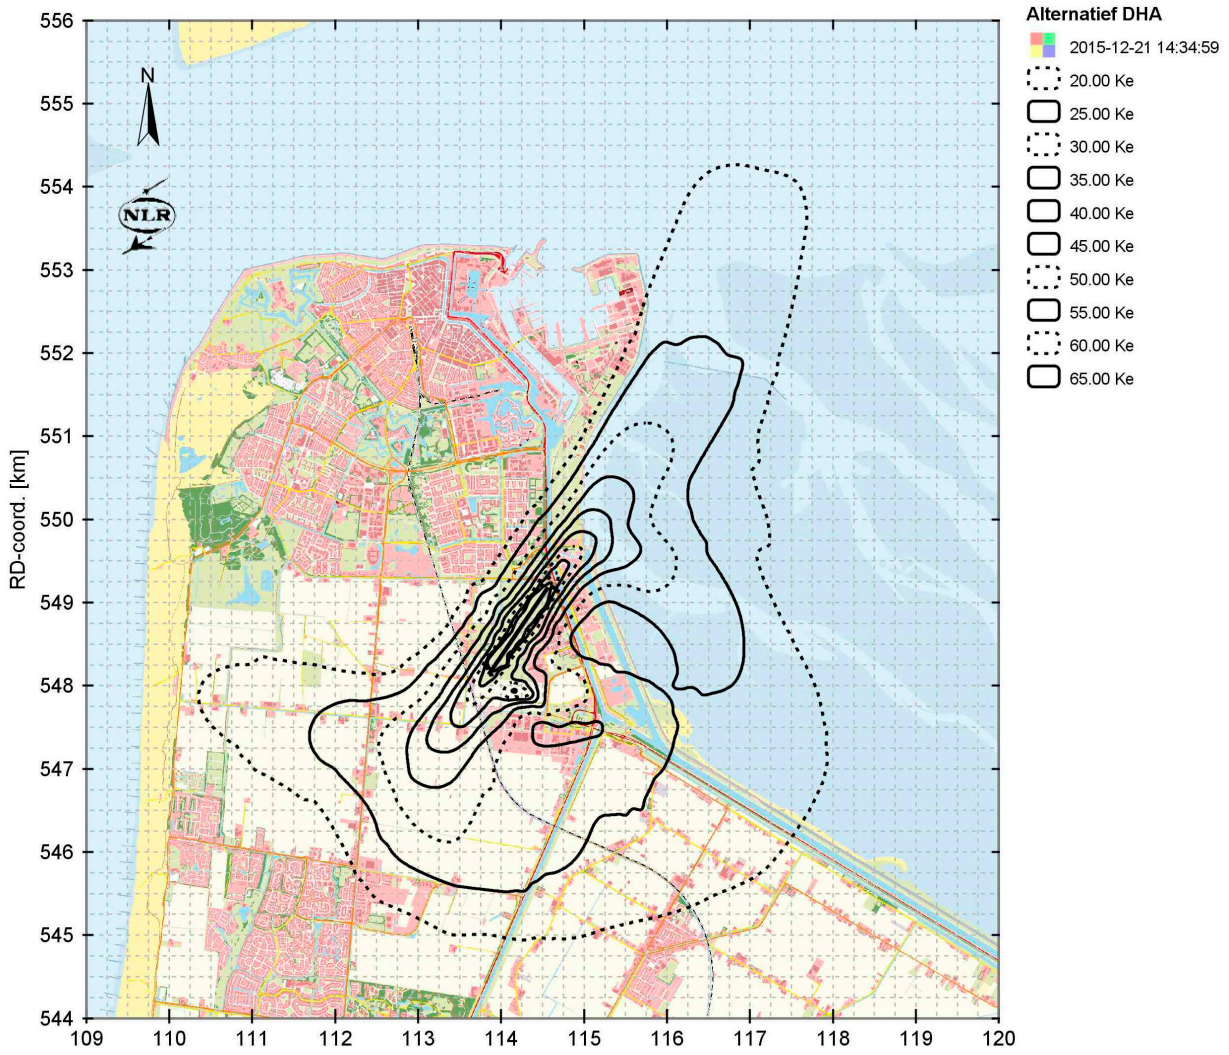 Alternatief DHA
2015-12-21 14:34:59
20.00 Ke
25.00 Ke
30.00 Ke
35.00 Ke
40.00 Ke
45.00 Ke
50.00 Ke
55.00 Ke
60.00 Ke
65.00 Ke
N
NLR
RD-coord. [km]
556
555
554
553
552
551
550
549
548
547
546
545
544
109 110 111 112 113 114 115 116 117 118 119 120